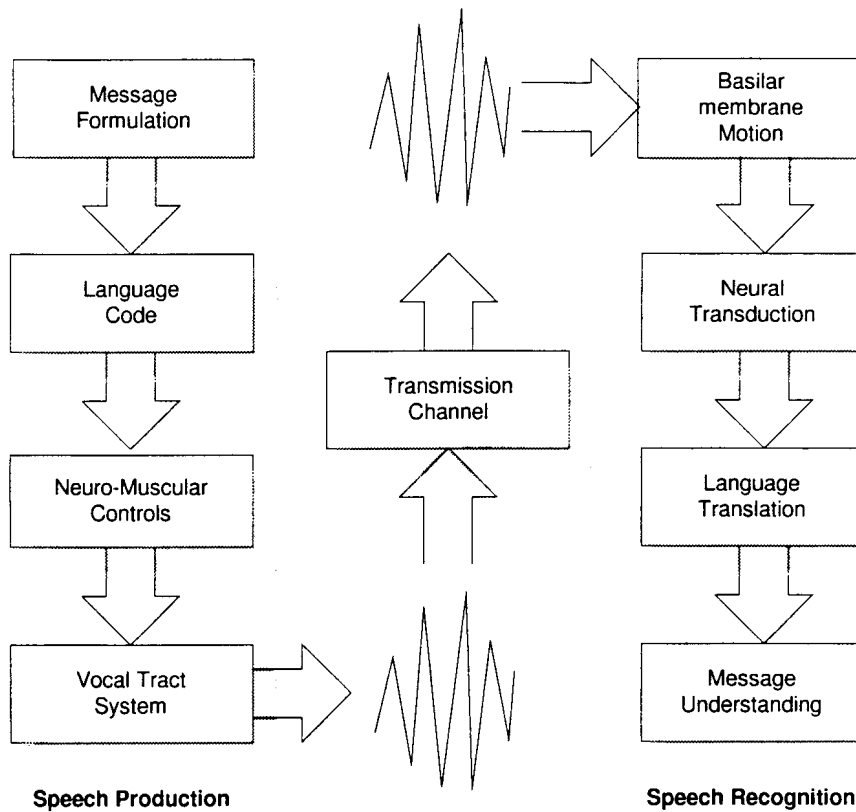 Message
Formulation
Language
Code
Neuro-Muscular
Controls
Vocal Tract
System
Speech Production
Transmission
Channel
Basilar
membrane
Motion
Neural
Transduction
Language
Translation
Message
Understanding
Speech Recognition